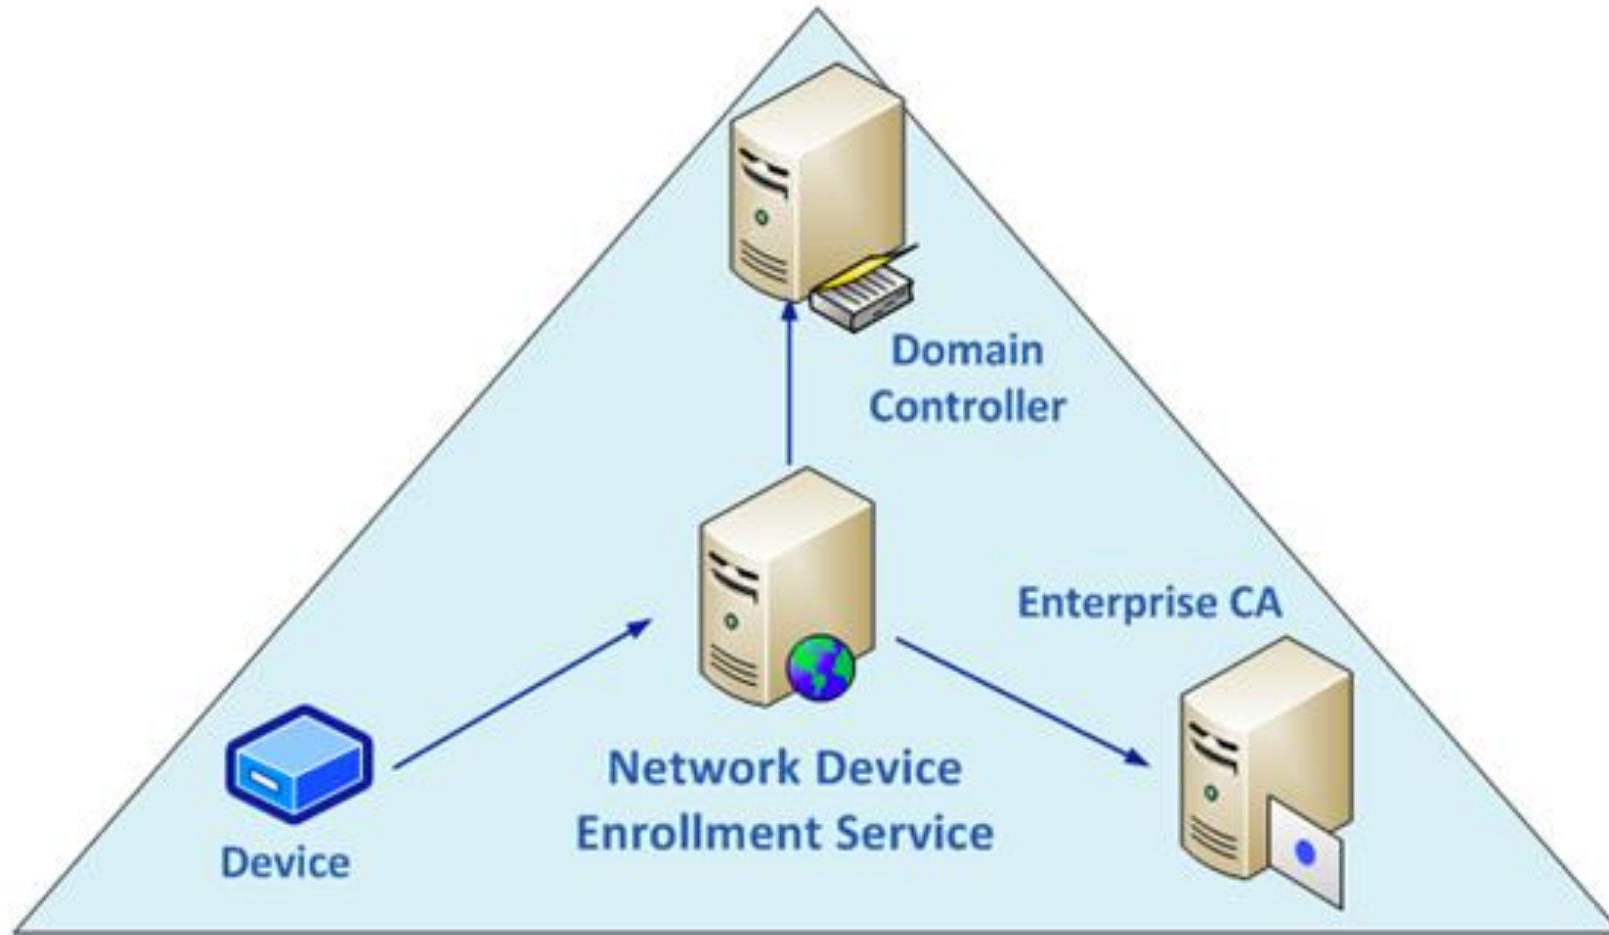 Domain
Controller
Enterprise CA
Network Device
Enrollment Service
Device